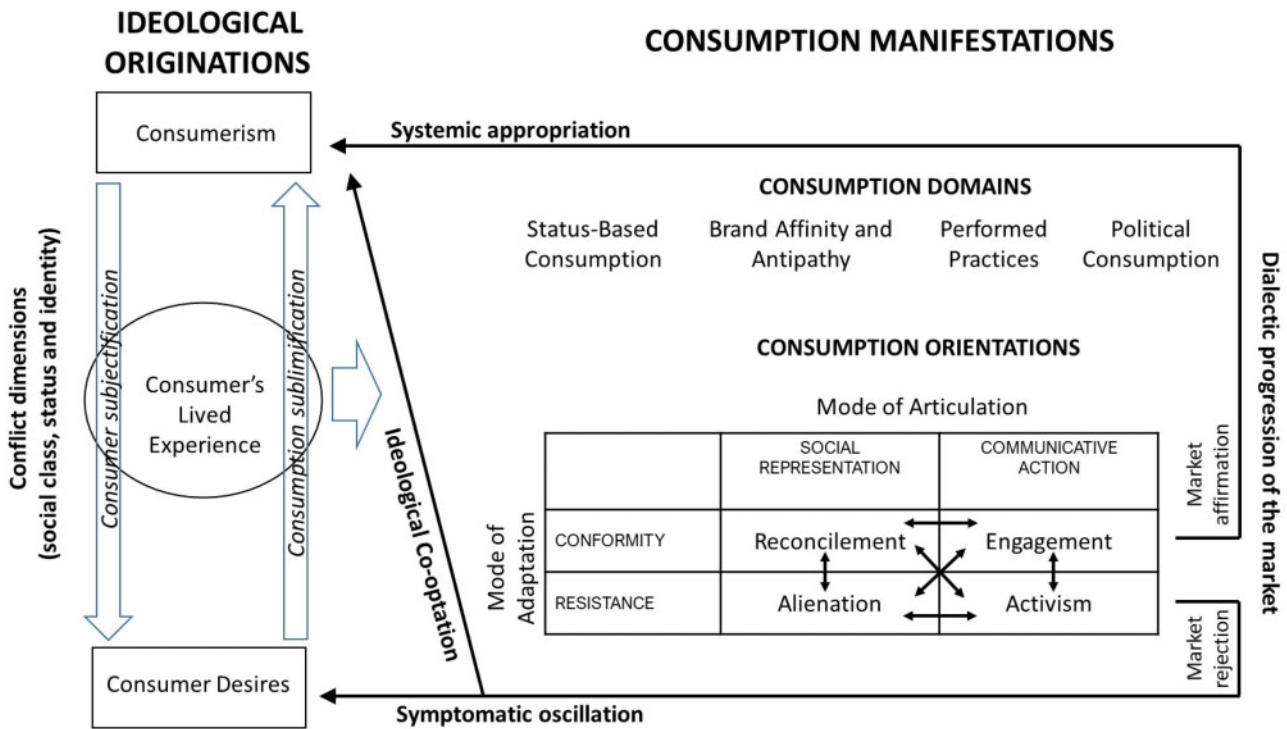 IDEOLOGICAL
ORIGINATIONS
CONSUMPTION MANIFESTATIONS
Consumerism
Systemic appropriation
CONSUMPTION DOMAINS
Status-Based
Consumption
Brand Affinity and
Antipathy
Performed
Practices
Political
Consumption
Conflict dimensions
(social class, status and identity)
Consumer subjectification
Consumer's
Lived
Experience
Consumption sublimification
Ideological Co-optation
CONSUMPTION ORIENTATIONS
Mode of Articulation
SOCIAL
REPRESENTATION
COMMUNICATIVE
ACTION
Mode of
Adaptation
CONFORMITY
Reconcilement
Engagement
RESISTANCE
Alienation
Activism
Market
affirmation
Market
rejection
Dialectic progression of the market
Consumer Desires
Symptomatic oscillation